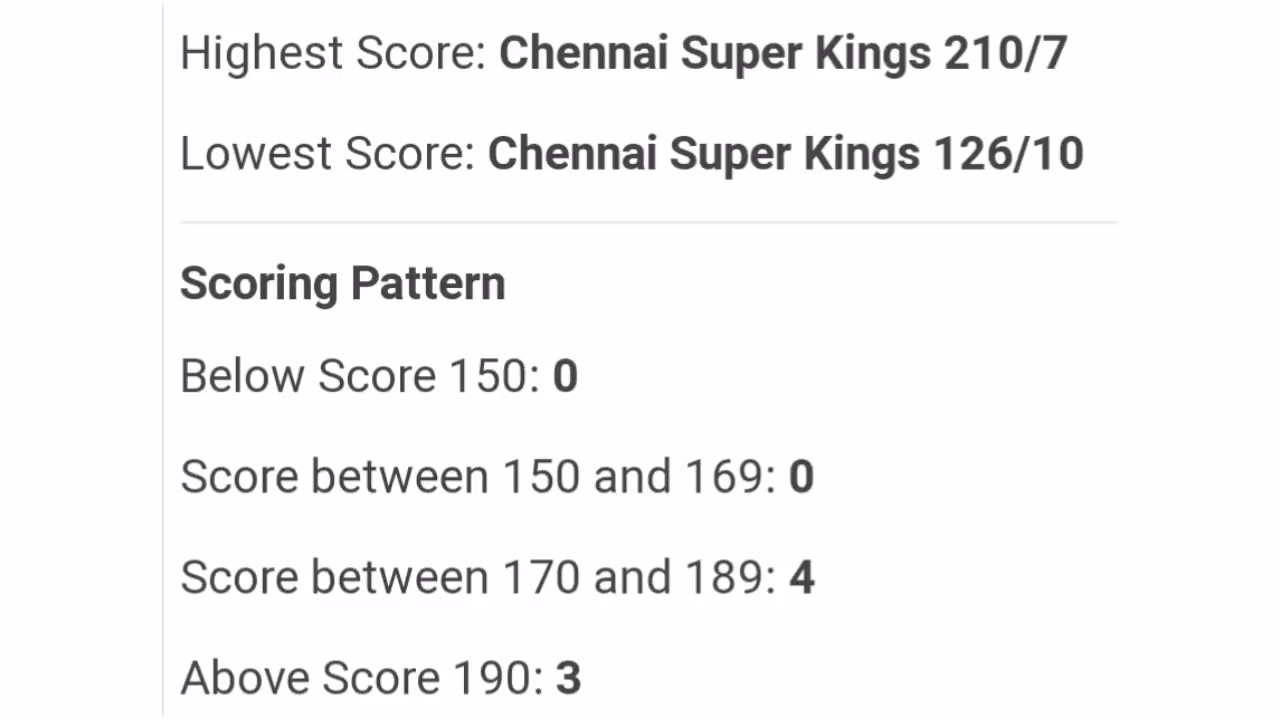 Highest Score: Chennai Super Kings 210/7
Lowest Score: Chennai Super Kings 126/10
Scoring Pattern
Below Score 150: 0
Score between 150 and 169: 0
Score between 170 and 189: 4
Above Score 190: 3